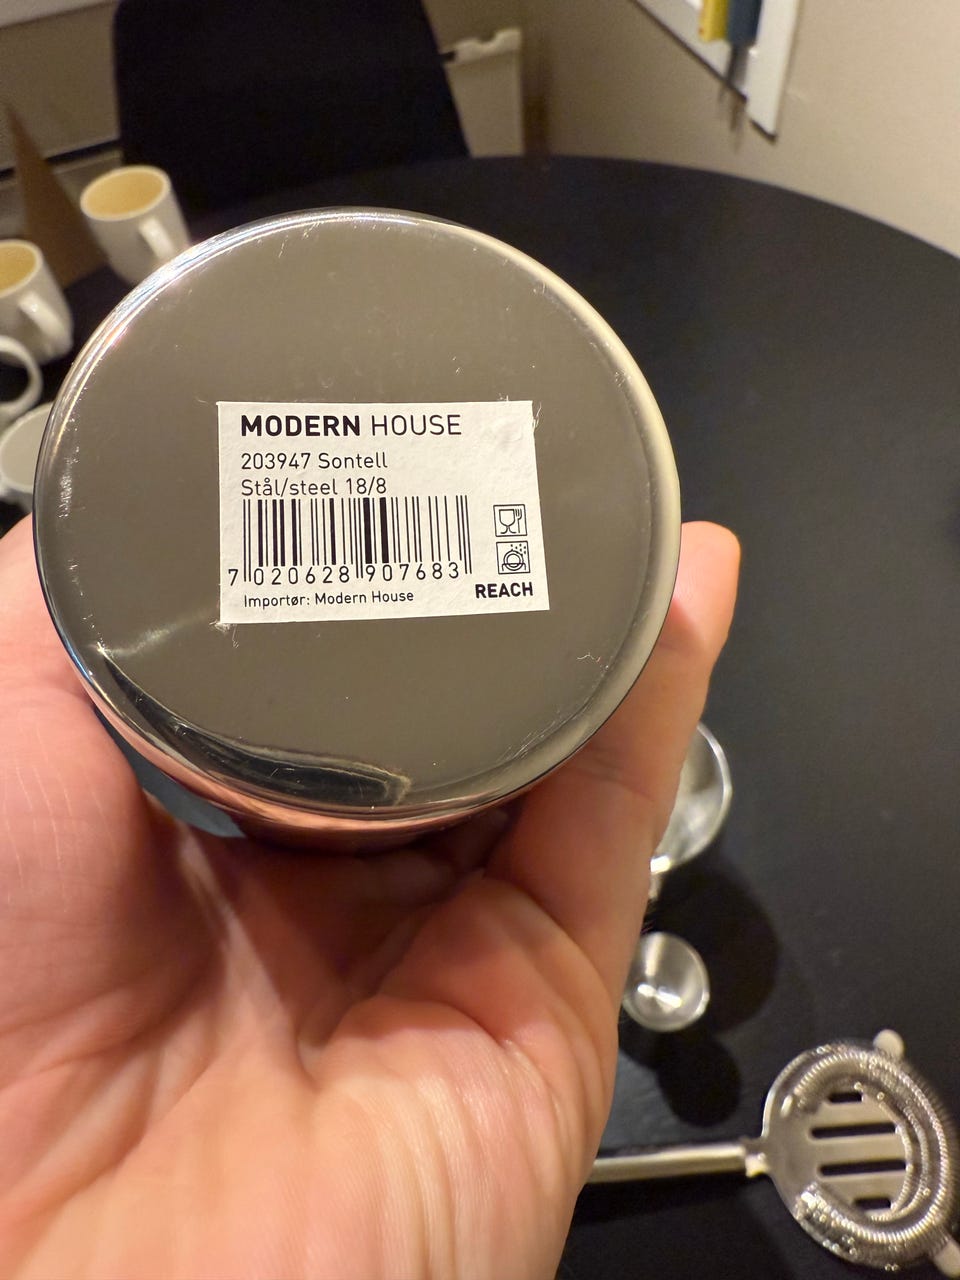 MODERN HOUSE
203947 Sontell
Stål/steel 18/8
7 020628 907683
Importør: Modern House
REACH